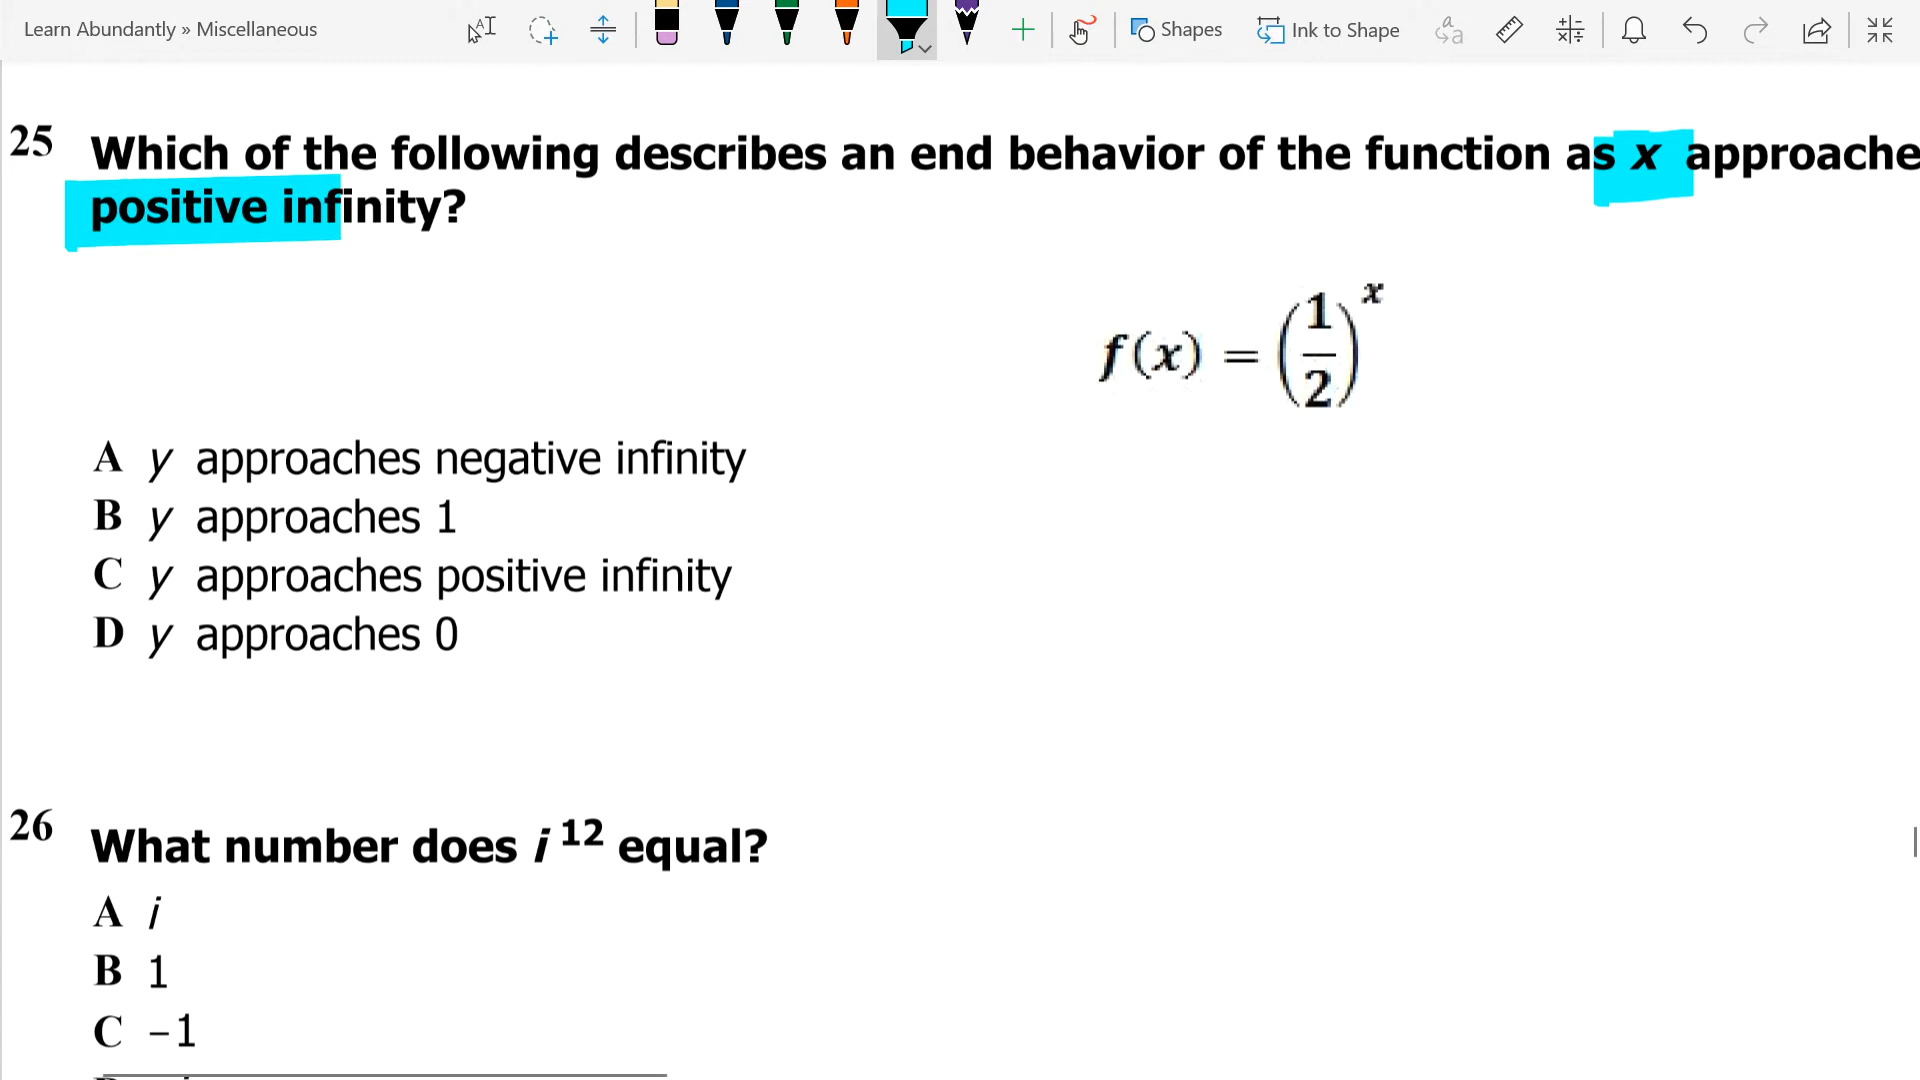 Learn Abundantly » Miscellaneous
Shapes
Ink to Shape
25 Which of the following describes an end behavior of the function as x approache
positive infinity?
f(x) = (1/2)^x
A y approaches negative infinity
B y approaches 1
C y approaches positive infinity
D y approaches 0
26 What number does i^12 equal?
A i
B 1
C -1